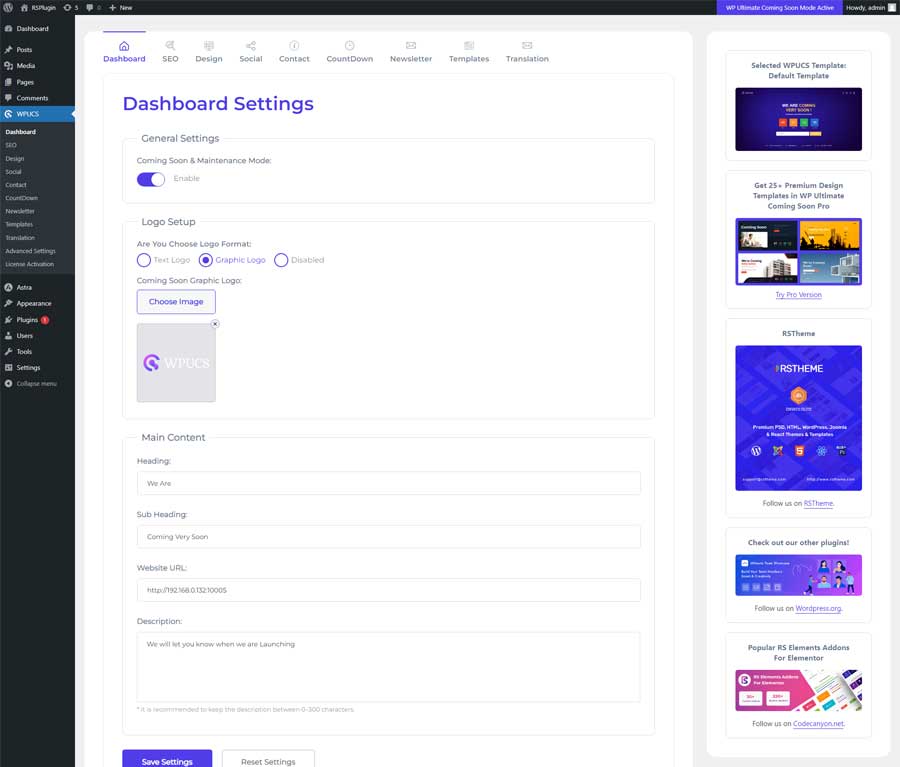 RSPlugin
5
0
New
WP Ultimate Coming Soon Mode Active
Howdy, admin
Dashboard
Posts
Media
Pages
Comments
WPUCS
Dashboard
SEO
Design
Social
Contact
CountDown
Newsletter
Templates
Translation
Advanced Settings
License Activation
Astra
Appearance
Plugins 1
Users
Tools
Settings
Collapse menu
Dashboard
SEO
Design
Social
Contact
CountDown
Newsletter
Templates
Translation
Dashboard Settings
General Settings
Coming Soon & Maintenance Mode:
Enable
Logo Setup
Are You Choose Logo Format:
Text Logo
Graphic Logo
Disabled
Coming Soon Graphic Logo:
Choose Image
WPUCS
Main Content
Heading:
We Are
Sub Heading:
Coming Very Soon
Website URL:
http://192.168.0.132:10005
Description:
We will let you know when we are Launching
* It is recommended to keep the description between 0-300 characters.
Save Settings
Reset Settings
Selected WPUCS Template:
Default Template
WE ARE COMING
VERY SOON !
Get 25+ Premium Design
Templates in WP Ultimate
Coming Soon Pro
Coming Soon
Try Pro Version
RSTheme
RSTHEME
Premium PSD, HTML, WordPress, Joomla
& React Themes & Templates
support@rstheme.com
http://www.rstheme.com
Follow us on RSTheme.
Check out our other plugins!
Ultimate Team Showcase
Build Your Team Members
Smart & Creativity
Follow us on Wordpress.org.
Popular RS Elements Addons
For Elementor
RS Elements Addons
For Elementor
Follow us on Codecanyon.net.